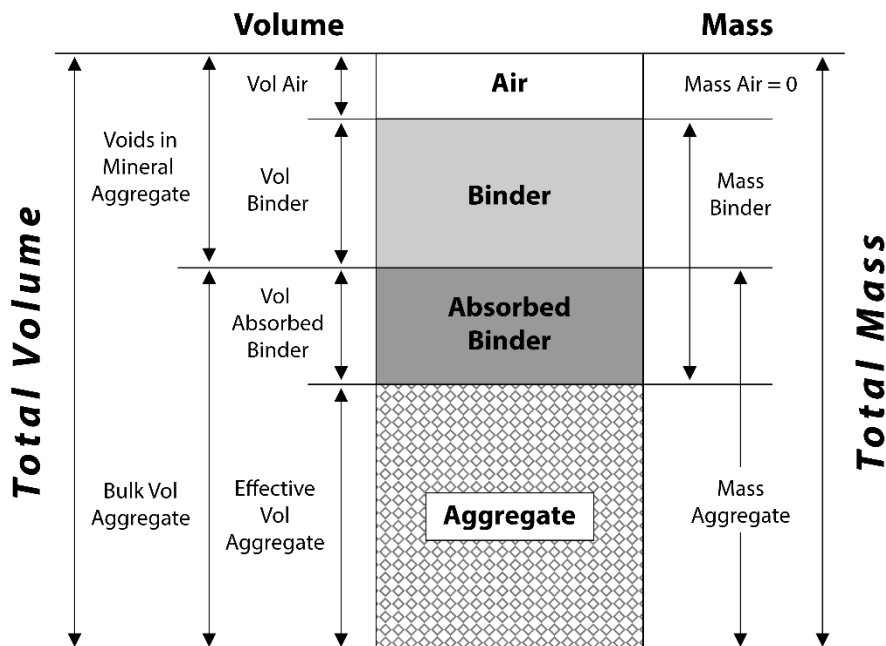 Volume
Mass
Vol Air
Air
Mass Air = 0
Voids in
Mineral
Aggregate
Vol
Binder
Binder
Mass
Binder
Total Volume
Total Mass
Vol
Absorbed
Binder
Absorbed
Binder
Bulk Vol
Aggregate
Effective
Vol
Aggregate
Aggregate
Mass
Aggregate